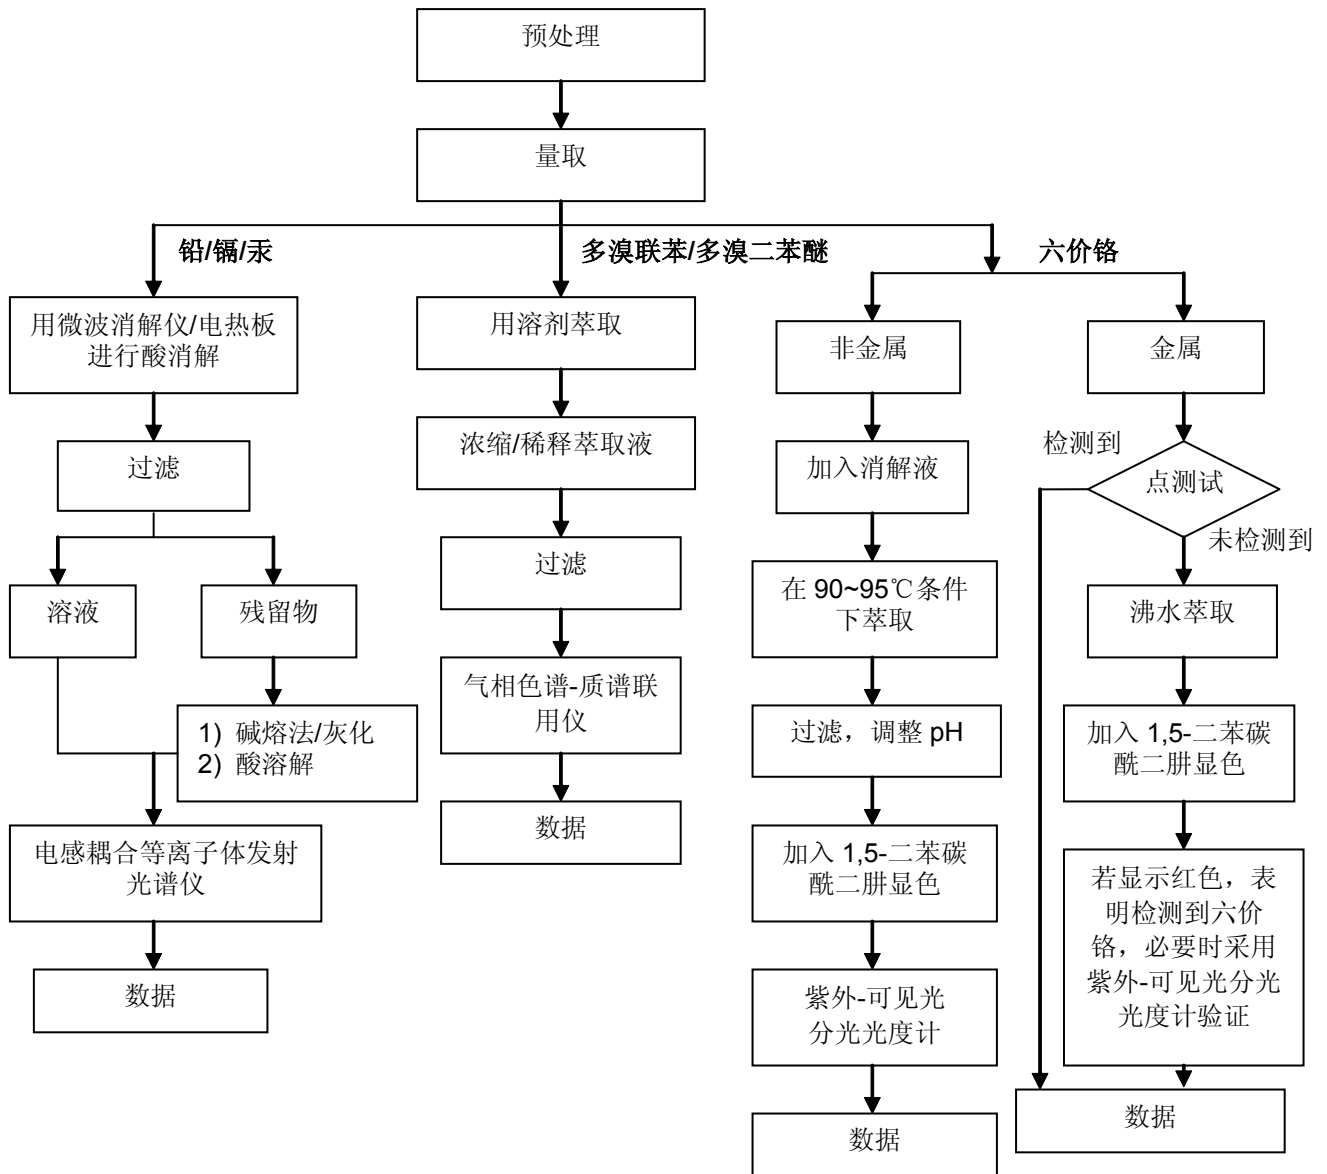 预处理
量取
铅/镉/汞
多溴联苯/多溴二苯醚
六价铬
用微波消解仪/电热板
进行酸消解
过滤
溶液
残留物
1) 碱熔法/灰化
2) 酸溶解
电感耦合等离子体发射
光谱仪
数据
用溶剂萃取
浓缩/稀释萃取液
过滤
气相色谱-质谱联
用仪
数据
非金属
加入消解液
在 90~95℃条件
下萃取
过滤，调整 pH
加入 1,5-二苯碳
酰二肼显色
紫外-可见光
分光光度计
数据
金属
检测到
点测试
未检测到
沸水萃取
加入 1,5-二苯碳
酰二肼显色
若显示红色，表
明检测到六价
铬，必要时采用
紫外-可见光分光
光度计验证
数据